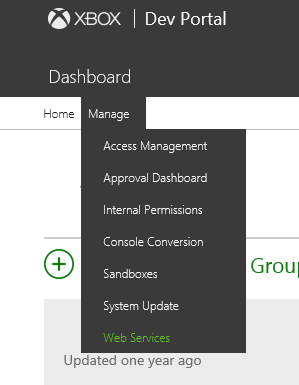 XBOX | Dev Portal
Dashboard
Home Manage
Access Management
Approval Dashboard
Internal Permissions
Console Conversion
Sandboxes
Group
System Update
Web Services
Updated one year ago